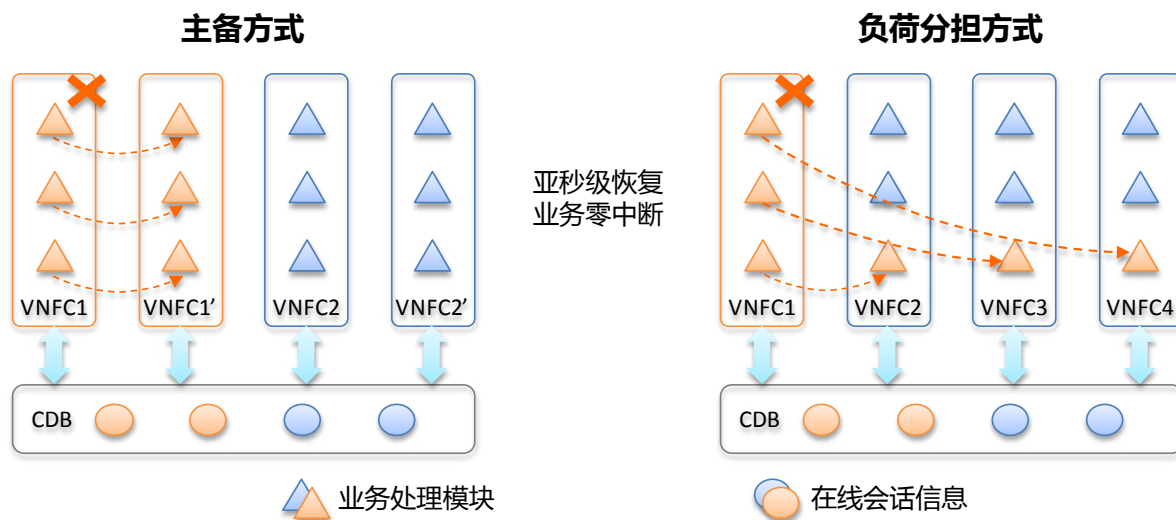 主备方式
负荷分担方式
亚秒级恢复
业务零中断
VNFC1
VNFC1’
VNFC2
VNFC2’
VNFC1
VNFC2
VNFC3
VNFC4
CDB
CDB
业务处理模块
在线会话信息